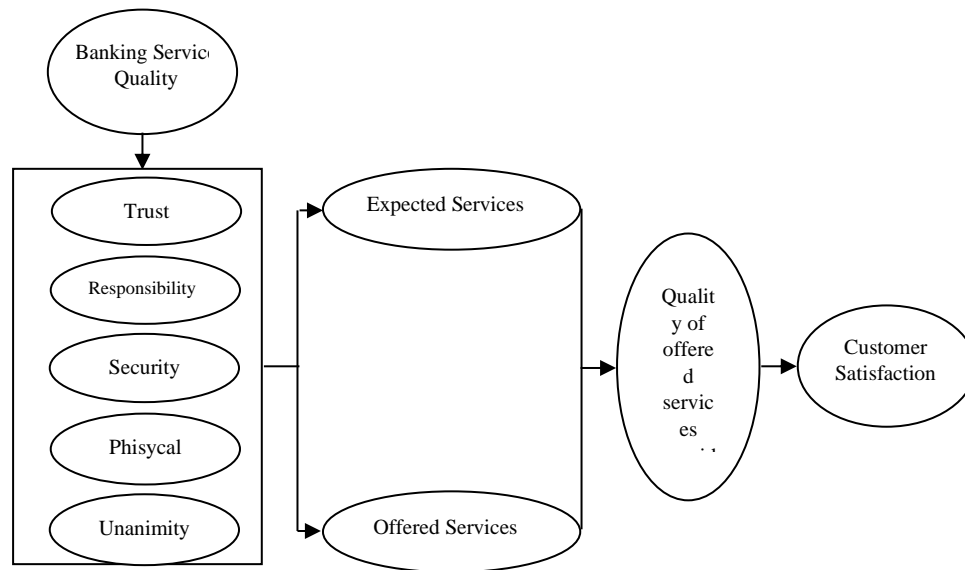 Banking Servic
Quality
Trust
Responsibility
Security
Phisycal
Unanimity
Expected Services
Offered Services
Qualit
y of
offere
d
servic
es
Customer
Satisfaction